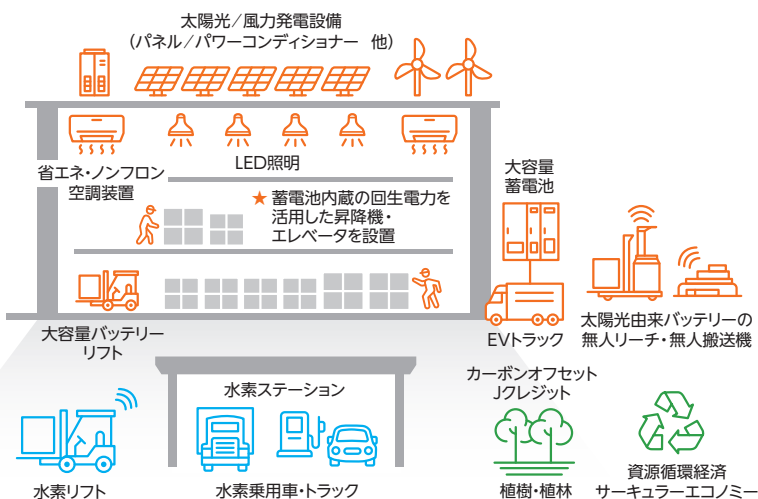 太陽光/風力発電設備
(パネル/パワーコンディショナー 他)
省エネ・ノンフロン
空調装置
LED照明
★ 蓄電池内蔵の回生電力を
活用した昇降機・
エレベータを設置
大容量
蓄電池
大容量バッテリー
リフト
EVトラック
太陽光由来バッテリーの
無人リーチ・無人搬送機
水素ステーション
カーボンオフセット
Jクレジット
水素リフト
水素乗用車・トラック
植樹・植林
資源循環経済
サーキュラーエコノミー